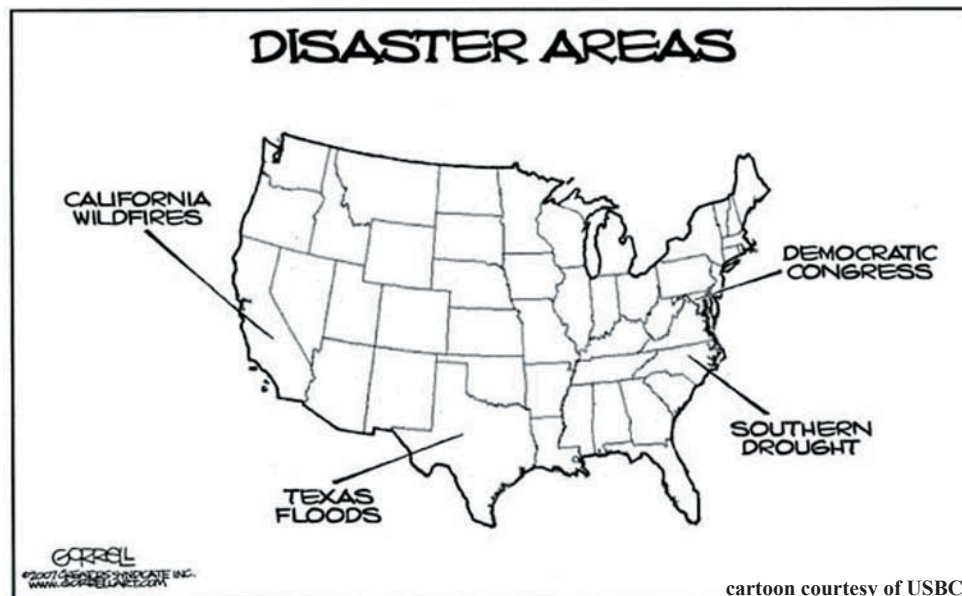 DISASTER AREAS
CALIFORNIA
WILDFIRES
DEMOCRATIC
CONGRESS
SOUTHERN
DROUGHT
TEXAS
FLOODS
GORRELL
©2007 CREATORS SYNDICATE INC.
WWW.GORRELLART.COM
cartoon courtesy of USBC